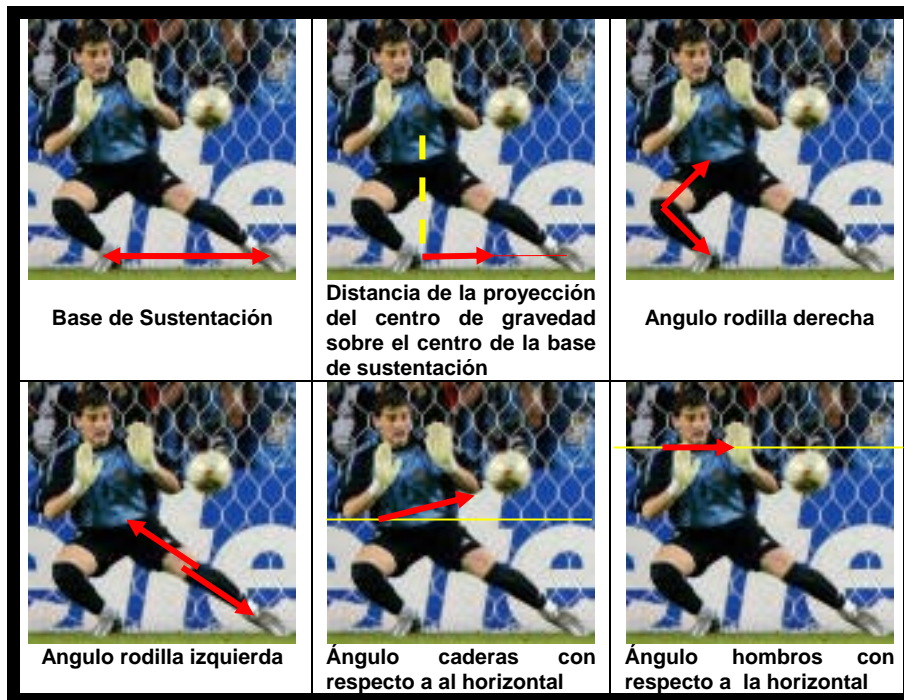 Base de Sustentación
Distancia de la proyección
del centro de gravedad
sobre el centro de la base
de sustentación
Angulo rodilla derecha
Angulo rodilla izquierda
Ángulo caderas con
respecto a al horizontal
Ángulo hombros con
respecto a la horizontal